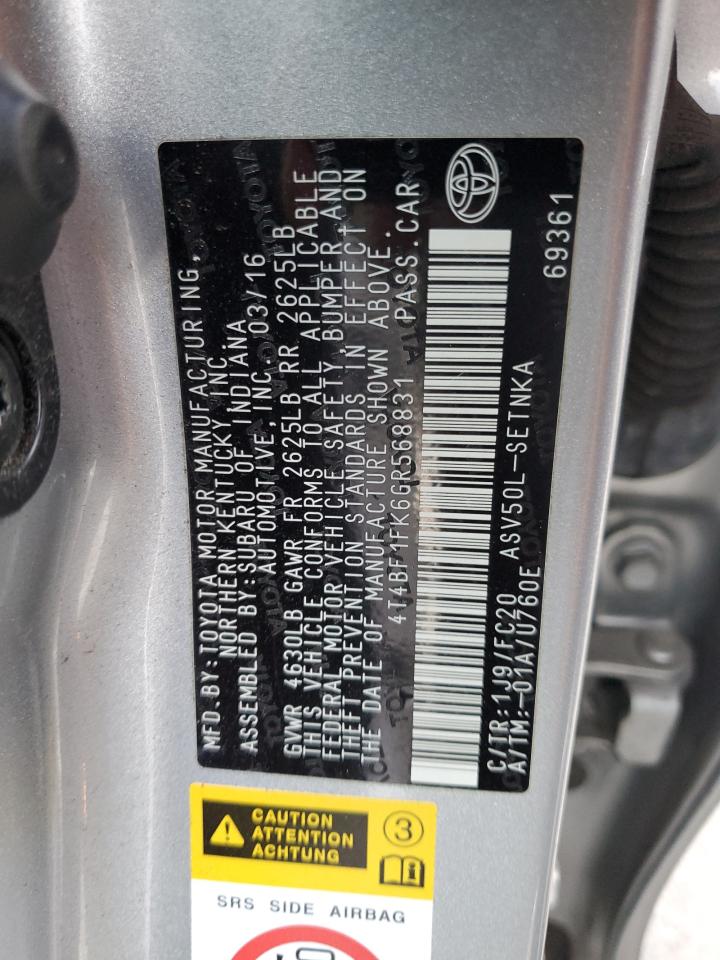 MFD.BY:TOYOTA MOTOR MANUFACTURING,
NORTHERN KENTUCKY, INC.
ASSEMBLED BY:SUBARU OF INDIANA
AUTOMOTIVE,INC. 03/16
GVWR 4630LB GAWR FR 2625LB RR 2625LB
THIS VEHICLE CONFORMS TO ALL APPLICABLE
FEDERAL MOTOR VEHICLE SAFETY, BUMPER AND
THEFT PREVENTION STANDARDS IN EFFECT ON
THE DATE OF MANUFACTURE SHOWN ABOVE.
4T4BF1FK6GR568831 PASS.CAR
69361
C/TR:1J9/FC20
A/TM:-01A/U760E ASV50L-SETNKA
CAUTION
ATTENTION
ACHTUNG
3
SRS SIDE AIRBAG